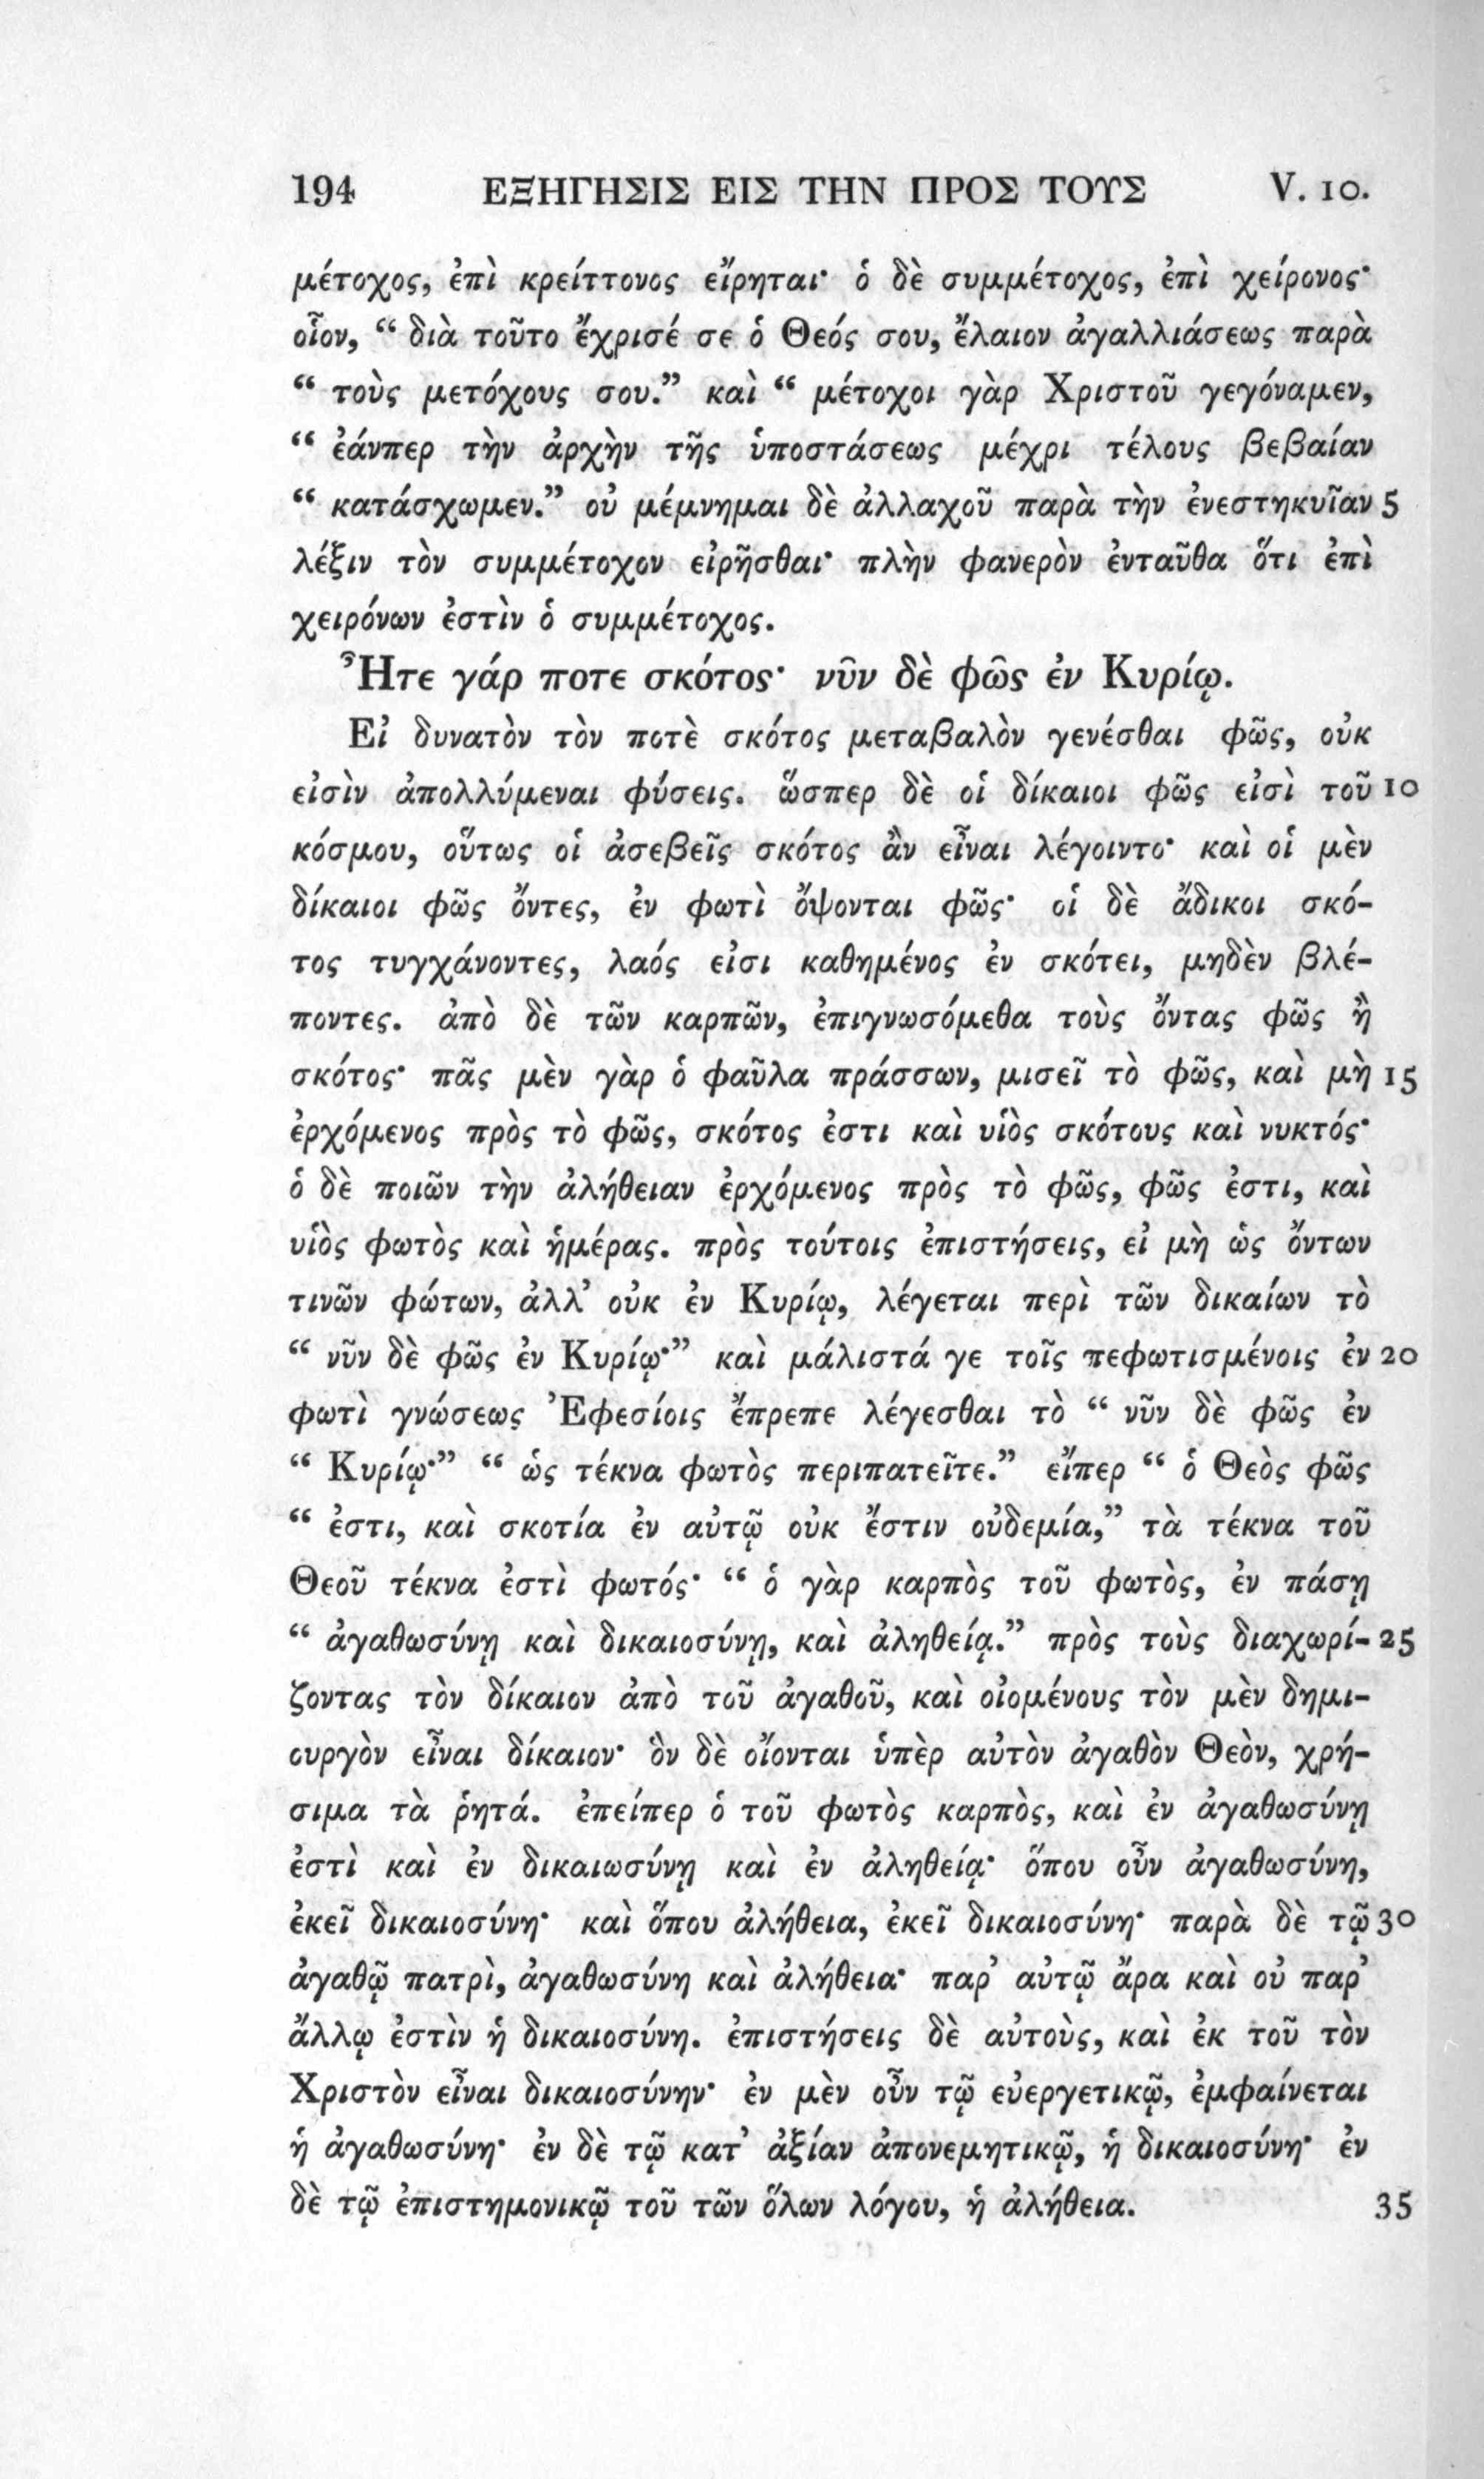 194 ΕΞΗΓΗΣΙΣ ΕΙΣ ΤΗΝ ΠΡΟΣ ΤΟΥΣ V. 10.
μέτοχος, ἐπὶ κρείττονος εἴρηται· ὁ δὲ συμμέτοχος, ἐπὶ χείρονος·
οἷον, “ διὰ τοῦτο ἔχρισέ σε ὁ Θεός σου, ἔλαιον ἀγαλλιάσεως παρὰ
“ τοὺς μετόχους σου.” καὶ “ μέτοχοι γὰρ Χριστοῦ γεγόναμεν,
“ ἐάνπερ τὴν ἀρχὴν τῆς ὑποστάσεως μέχρι τέλους βεβαίαν
“ κατάσχωμεν.” οὐ μέμνημαι δὲ ἀλλαχοῦ παρὰ τὴν ἐνεστηκυῖαν 5
λέξιν τὸν συμμέτοχον εἰρῆσθαι· πλὴν φανερὸν ἐνταῦθα ὅτι ἐπὶ
χειρόνων ἐστὶν ὁ συμμέτοχος.
Ἦτε γάρ ποτε σκότος· νῦν δὲ φῶς ἐν Κυρίῳ.
Εἰ δυνατὸν τὸν ποτὲ σκότος μεταβαλὸν γενέσθαι φῶς, οὐκ
εἰσὶν ἀπολλύμεναι φύσεις. ὥσπερ δὲ οἱ δίκαιοι φῶς εἰσὶ τοῦ 10
κόσμου, οὕτως οἱ ἀσεβεῖς σκότος ἂν εἶναι λέγοιντο· καὶ οἱ μὲν
δίκαιοι φῶς ὄντες, ἐν φωτὶ ὄψονται φῶς· οἱ δὲ ἄδικοι σκό-
τος τυγχάνοντες, λαός εἰσι καθημένος ἐν σκότει, μηδὲν βλέ-
ποντες. ἀπὸ δὲ τῶν καρπῶν, ἐπιγνωσόμεθα τοὺς ὄντας φῶς ἢ
σκότος· πᾶς μὲν γὰρ ὁ φαῦλα πράσσων, μισεῖ τὸ φῶς, καὶ μὴ 15
ἐρχόμενος πρὸς τὸ φῶς, σκότος ἐστι καὶ υἱὸς σκότους καὶ νυκτός·
ὁ δὲ ποιῶν τὴν ἀλήθειαν ἐρχόμενος πρὸς τὸ φῶς, φῶς ἐστι, καὶ
υἱὸς φωτὸς καὶ ἡμέρας. πρὸς τούτοις ἐπιστήσεις, εἰ μὴ ὡς ὄντων
τινῶν φώτων, ἀλλ’ οὐκ ἐν Κυρίῳ, λέγεται περὶ τῶν δικαίων τὸ
“ νῦν δὲ φῶς ἐν Κυρίῳ·” καὶ μάλιστά γε τοῖς πεφωτισμένοις ἐν 20
φωτὶ γνώσεως Ἐφεσίοις ἔπρεπε λέγεσθαι τὸ “ νῦν δὲ φῶς ἐν
“ Κυρίῳ·” “ ὡς τέκνα φωτὸς περιπατεῖτε.” εἴπερ “ ὁ Θεὸς φῶς
“ ἐστι, καὶ σκοτία ἐν αὐτῷ οὐκ ἔστιν οὐδεμία,” τὰ τέκνα τοῦ
Θεοῦ τέκνα ἐστὶ φωτός· “ ὁ γὰρ καρπὸς τοῦ φωτὸς, ἐν πάσῃ
“ ἀγαθωσύνῃ καὶ δικαιοσύνῃ, καὶ ἀληθείᾳ.” πρὸς τοὺς διαχωρί- 25
ζοντας τὸν δίκαιον ἀπὸ τοῦ ἀγαθοῦ, καὶ οἰομένους τὸν μὲν δημι-
ουργὸν εἶναι δίκαιον· ὃν δὲ οἴονται ὑπὲρ αὐτὸν ἀγαθὸν Θεὸν, χρή-
σιμα τὰ ῥητά. ἐπείπερ ὁ τοῦ φωτὸς καρπὸς, καὶ ἐν ἀγαθωσύνῃ
ἐστὶ καὶ ἐν δικαιωσύνῃ καὶ ἐν ἀληθείᾳ· ὅπου οὖν ἀγαθωσύνη,
ἐκεῖ δικαιοσύνη· καὶ ὅπου ἀλήθεια, ἐκεῖ δικαιοσύνη· παρὰ δὲ τῷ 30
ἀγαθῷ πατρὶ, ἀγαθωσύνη καὶ ἀλήθεια· παρ’ αὐτῷ ἄρα καὶ οὐ παρ’
ἄλλῳ ἐστὶν ἡ δικαιοσύνη. ἐπιστήσεις δὲ αὐτοὺς, καὶ ἐκ τοῦ τὸν
Χριστὸν εἶναι δικαιοσύνην· ἐν μὲν οὖν τῷ εὐεργετικῷ, ἐμφαίνεται
ἡ ἀγαθωσύνη· ἐν δὲ τῷ κατ’ ἀξίαν ἀπονεμητικῷ, ἡ δικαιοσύνη· ἐν
δὲ τῷ ἐπιστημονικῷ τοῦ τῶν ὅλων λόγου, ἡ ἀλήθεια. 35